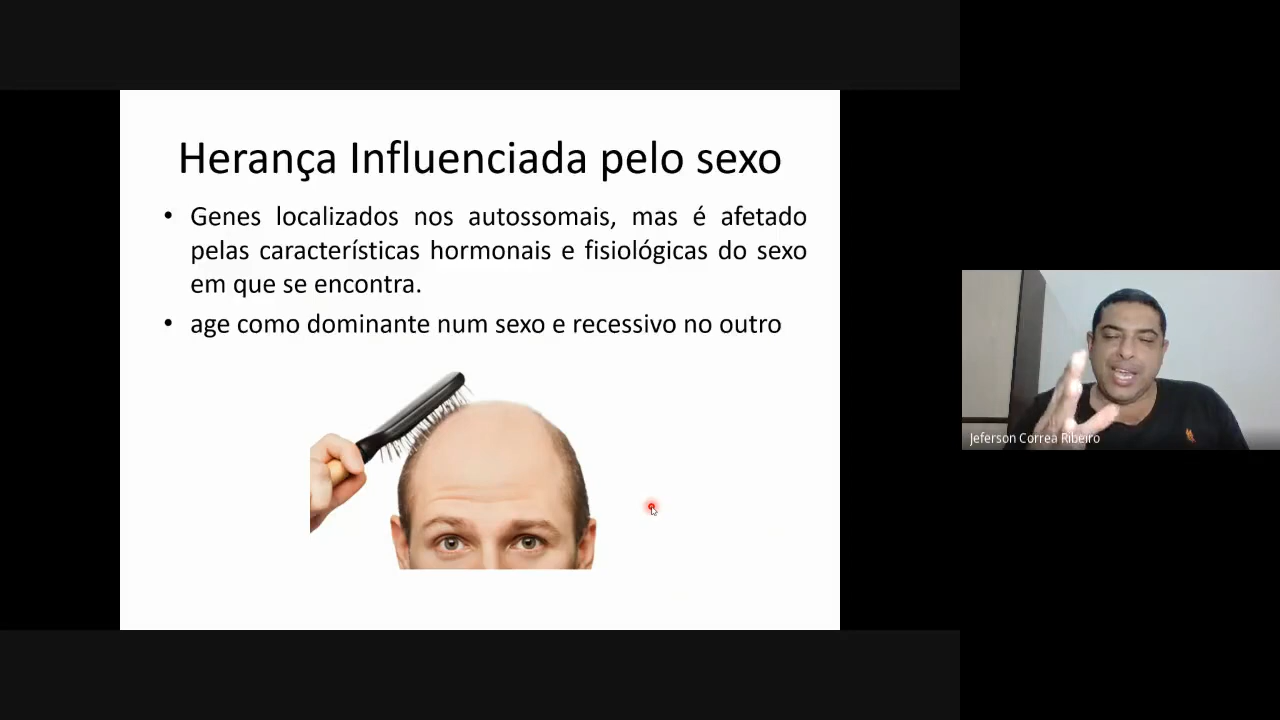 Herança Influenciada pelo sexo
• Genes localizados nos autossomais, mas é afetado
pelas características hormonais e fisiológicas do sexo
em que se encontra.
• age como dominante num sexo e recessivo no outro
Jeferson Correa Ribeiro